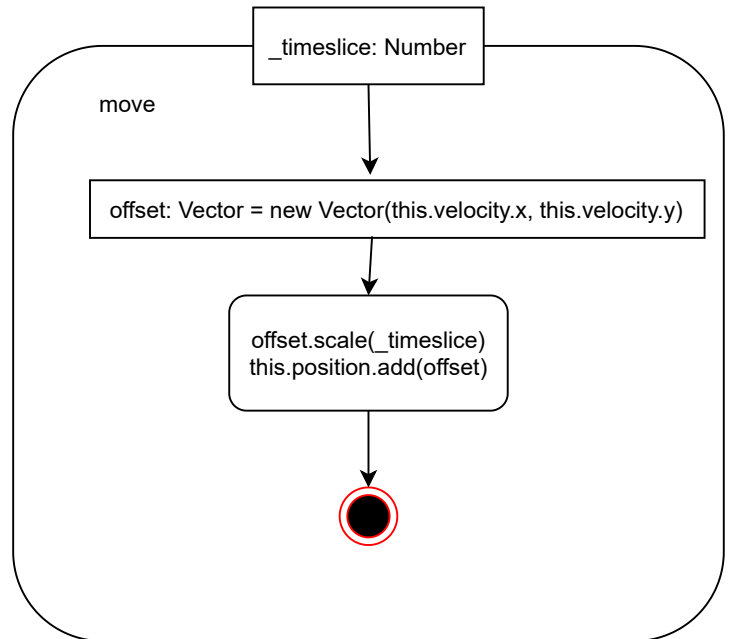 _timeslice: Number
move
offset: Vector = new Vector(this.velocity.x, this.velocity.y)
offset.scale(_timeslice)
this.position.add(offset)